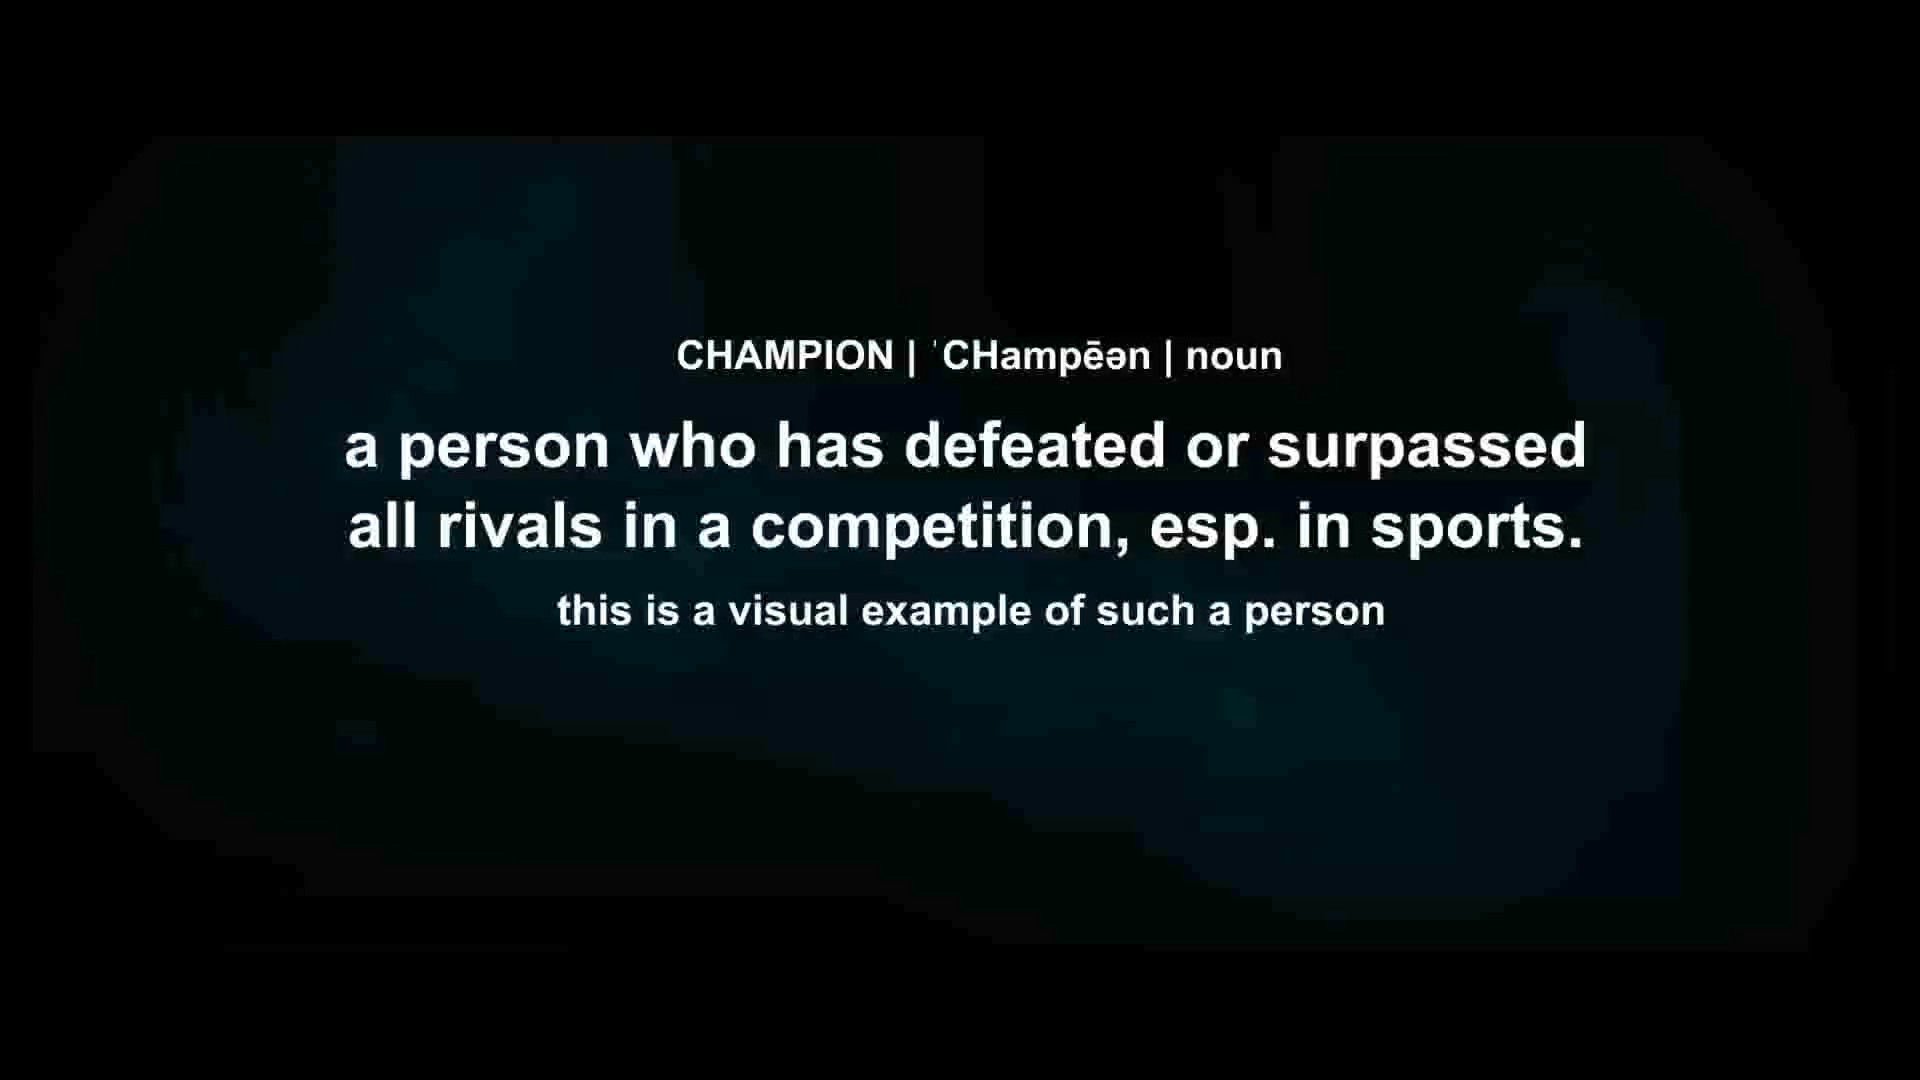 CHAMPION | ˈCHampēən | noun
a person who has defeated or surpassed
all rivals in a competition, esp. in sports.
this is a visual example of such a person